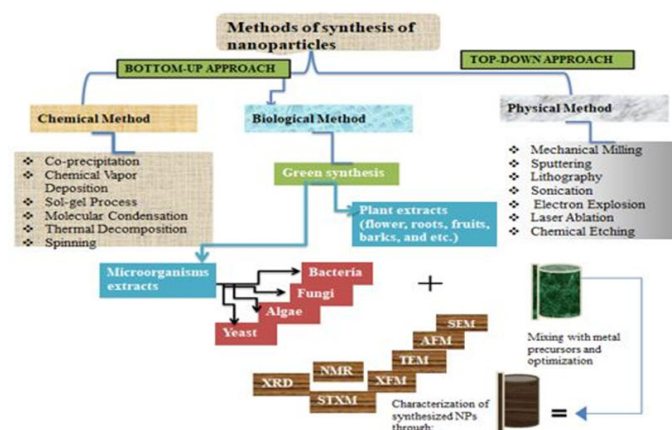 Methods of synthesis of
nanoparticles
BOTTOM-UP APPROACH
TOP-DOWN APPROACH
Chemical Method
Biological Method
Physical Method
❖ Co-precipitation
❖ Chemical Vapor
Deposition
❖ Sol-gel Process
❖ Molecular Condensation
❖ Thermal Decomposition
❖ Spinning
Green synthesis
❖ Mechanical Milling
❖ Sputtering
❖ Lithography
❖ Sonication
❖ Electron Explosion
❖ Laser Ablation
❖ Chemical Etching
Plant extracts
(flower, roots, fruits,
barks, and etc.)
Microorganisms
extracts
Bacteria
Fungi
Algae
Yeast
+
Mixing with metal
precursors and
optimization
SEM
AFM
TEM
XFM
NMR
XRD
STXM
Characterization of
synthesized NPs
through:
=